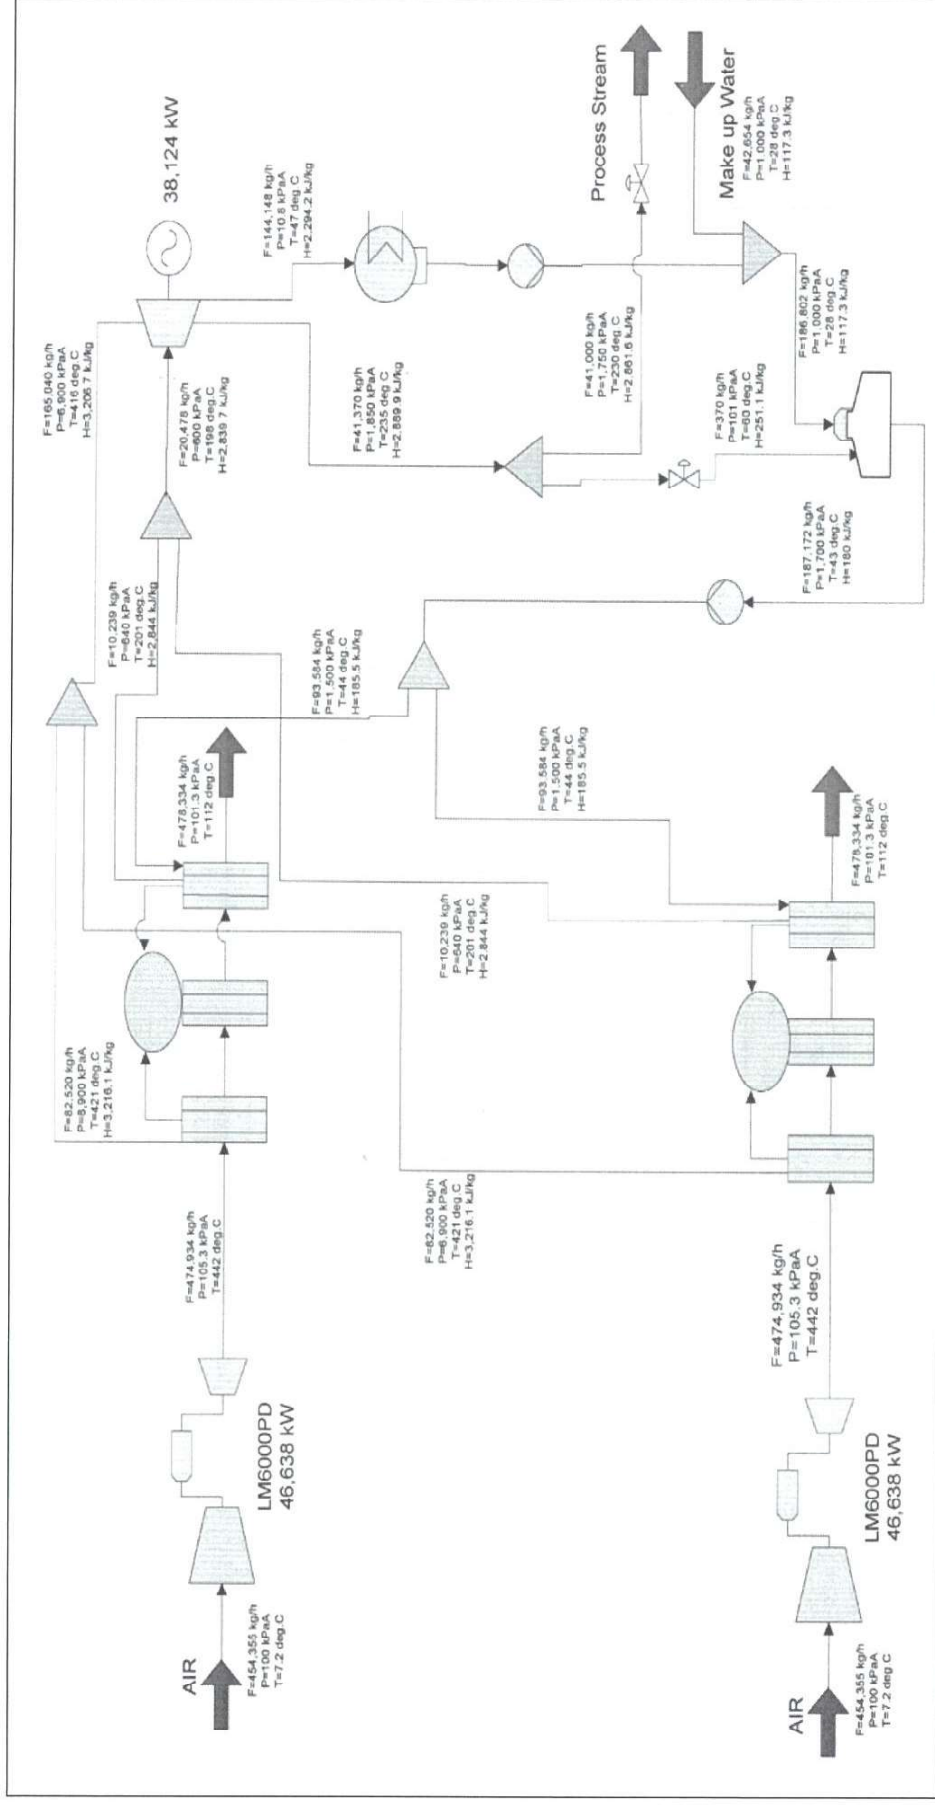 AIR
F=454,355 kg/h
P=100 kPaA
T=7.2 deg.C
LM6000PD
46,638 kW
F=474,934 kg/h
P=105.3 kPaA
T=442 deg.C
F=82,520 kg/h
P=6,900 kPaA
T=421 deg.C
H=3,216.1 kJ/kg
F=478,334 kg/h
P=101.3 kPaA
T=112 deg.C
F=10,239 kg/h
P=640 kPaA
T=201 deg.C
H=2,844 kJ/kg
F=165,040 kg/h
P=6,900 kPaA
T=416 deg.C
H=3,206.7 kJ/kg
F=20,478 kg/h
P=600 kPaA
T=198 deg.C
H=2,839.7 kJ/kg
38,124 kW
F=144,148 kg/h
P=10.8 kPaA
T=47 deg.C
H=2,294.2 kJ/kg
F=93,584 kg/h
P=1,500 kPaA
T=44 deg.C
H=185.5 kJ/kg
F=41,370 kg/h
P=1,850 kPaA
T=235 deg.C
H=2,889.9 kJ/kg
F=82,520 kg/h
P=6,900 kPaA
T=421 deg.C
H=3,216.1 kJ/kg
F=10,239 kg/h
P=640 kPaA
T=201 deg.C
H=2,844 kJ/kg
F=93,584 kg/h
P=1,500 kPaA
T=44 deg.C
H=185.5 kJ/kg
F=41,000 kg/h
P=1,750 kPaA
T=230 deg.C
H=2,861.6 kJ/kg
Process Stream
Make up Water
F=42,654 kg/h
P=1,000 kPaA
T=28 deg.C
H=117.3 kJ/kg
F=370 kg/h
P=101 kPaA
T=60 deg.C
H=251.1 kJ/kg
F=186,802 kg/h
P=1,000 kPaA
T=28 deg.C
H=117.3 kJ/kg
F=187,172 kg/h
P=1,700 kPaA
T=43 deg.C
H=180 kJ/kg
AIR
F=454,355 kg/h
P=100 kPaA
T=7.2 deg C
LM6000PD
46,638 kW
F=474,934 kg/h
P=105.3 kPaA
T=442 deg.C
F=478,334 kg/h
P=101.3 kPaA
T=112 deg.C